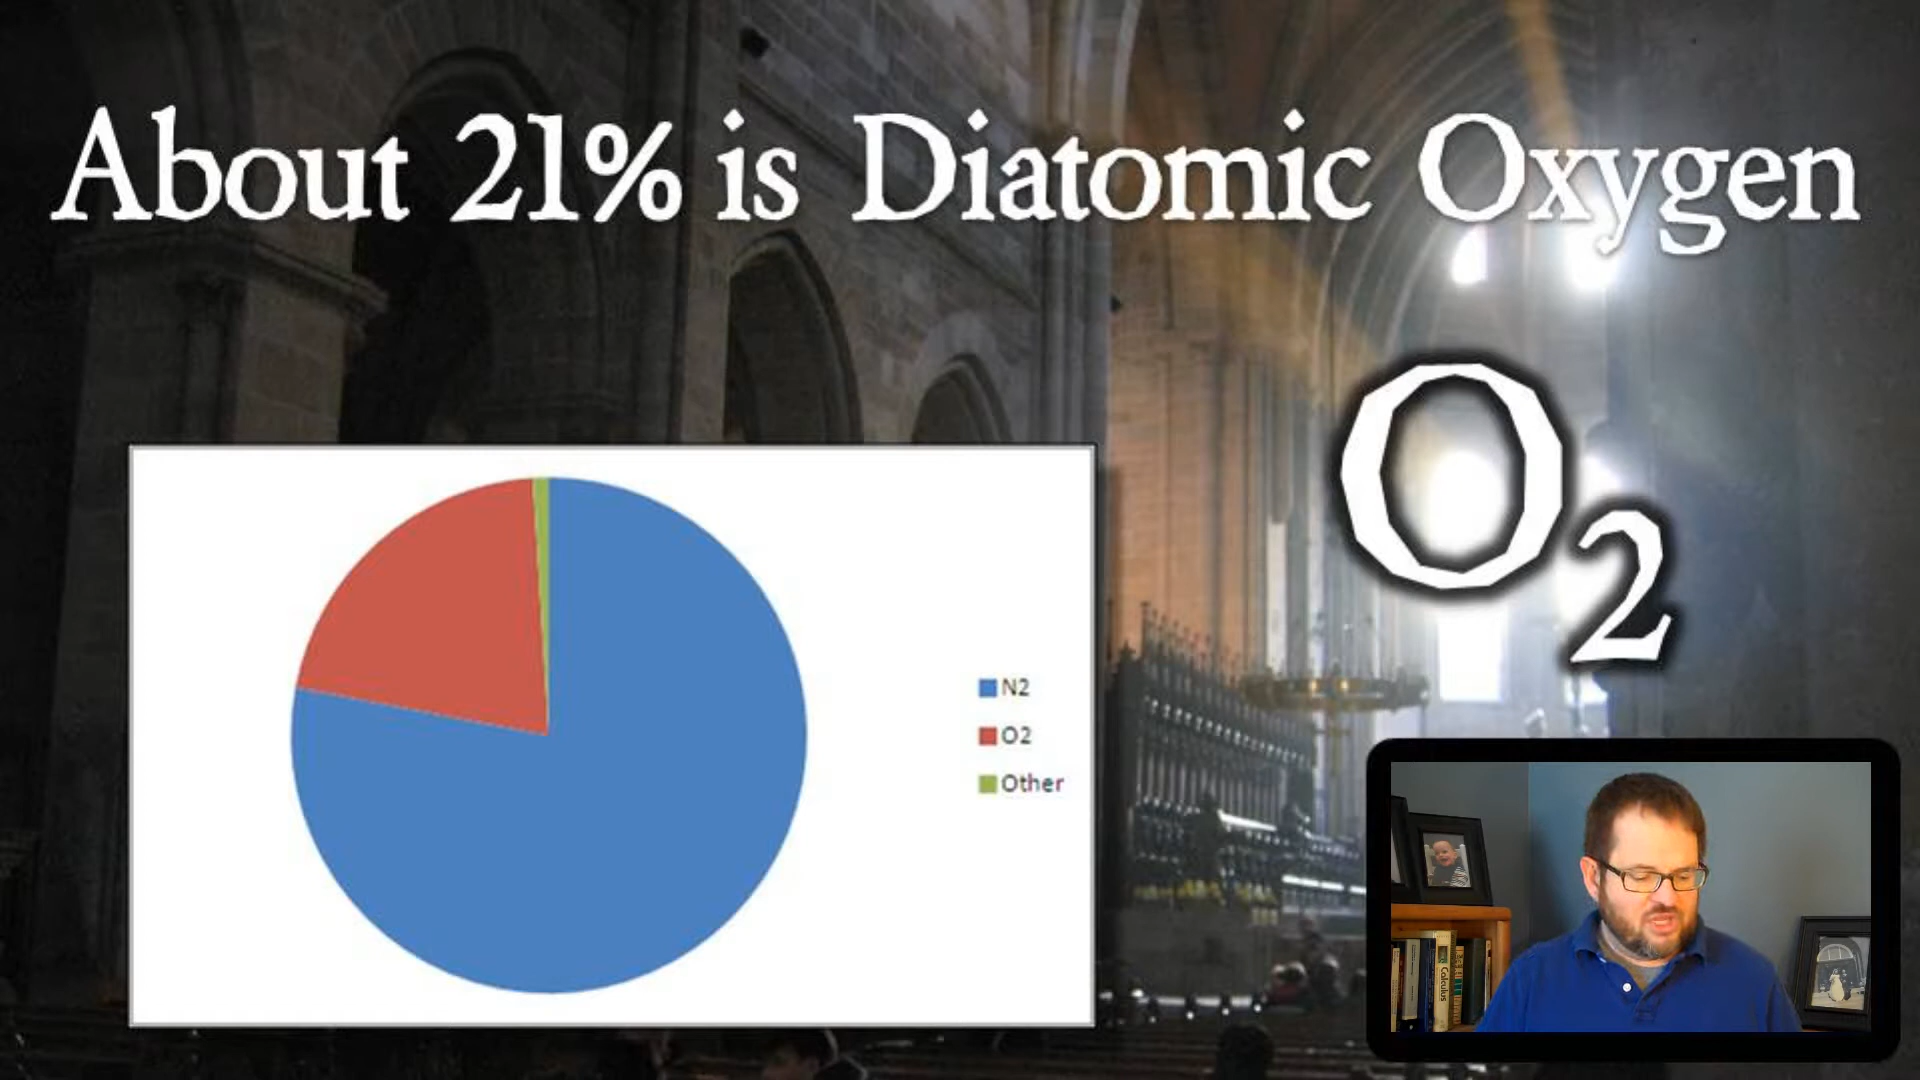 About 21% is Diatomic Oxygen
O2
N2
O2
Other
Calculus